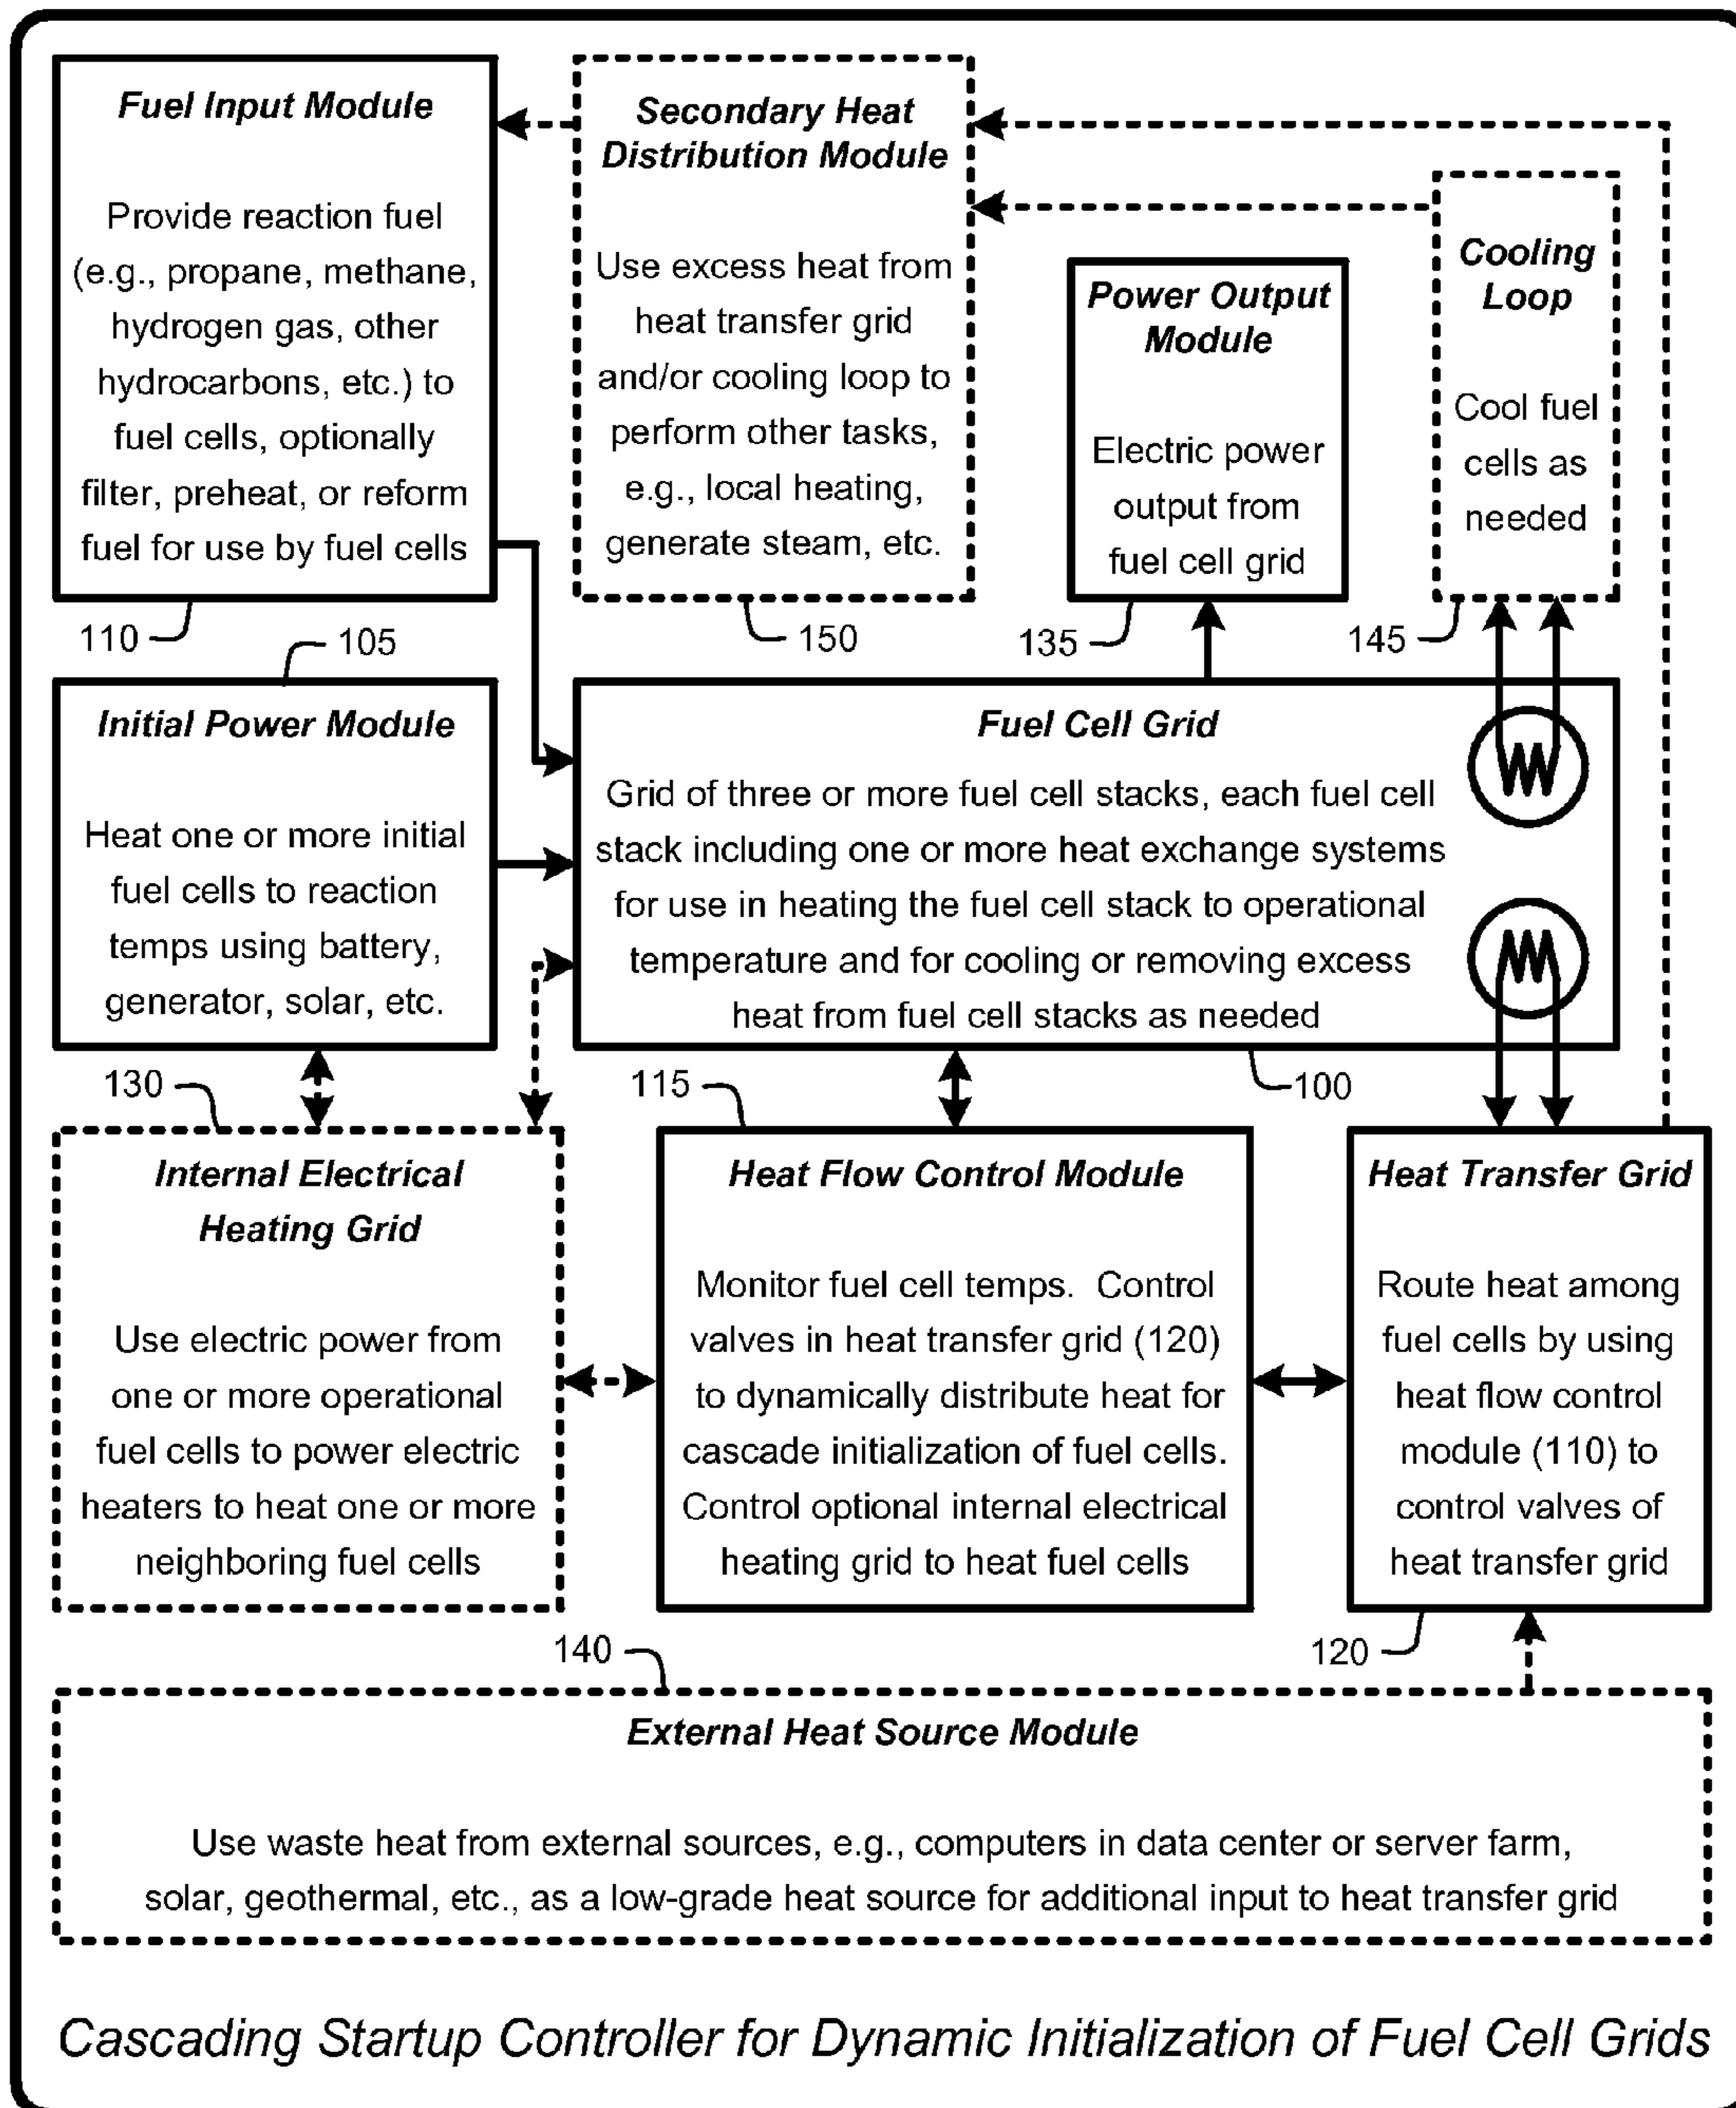 Fuel Input Module
Provide reaction fuel
(e.g., propane, methane,
hydrogen gas, other
hydrocarbons, etc.) to
fuel cells, optionally
filter, preheat, or reform
fuel for use by fuel cells
110
Secondary Heat
Distribution Module
Use excess heat from
heat transfer grid
and/or cooling loop to
perform other tasks,
e.g., local heating,
generate steam, etc.
150
Power Output
Module
Electric power
output from
fuel cell grid
135
Cooling
Loop
Cool fuel
cells as
needed
145
105
Initial Power Module
Heat one or more initial
fuel cells to reaction
temps using battery,
generator, solar, etc.
Fuel Cell Grid
Grid of three or more fuel cell stacks, each fuel cell
stack including one or more heat exchange systems
for use in heating the fuel cell stack to operational
temperature and for cooling or removing excess
heat from fuel cell stacks as needed
100
130
Internal Electrical
Heating Grid
Use electric power from
one or more operational
fuel cells to power electric
heaters to heat one or more
neighboring fuel cells
115
Heat Flow Control Module
Monitor fuel cell temps. Control
valves in heat transfer grid (120)
to dynamically distribute heat for
cascade initialization of fuel cells.
Control optional internal electrical
heating grid to heat fuel cells
Heat Transfer Grid
Route heat among
fuel cells by using
heat flow control
module (110) to
control valves of
heat transfer grid
120
140
External Heat Source Module
Use waste heat from external sources, e.g., computers in data center or server farm,
solar, geothermal, etc., as a low-grade heat source for additional input to heat transfer grid
Cascading Startup Controller for Dynamic Initialization of Fuel Cell Grids